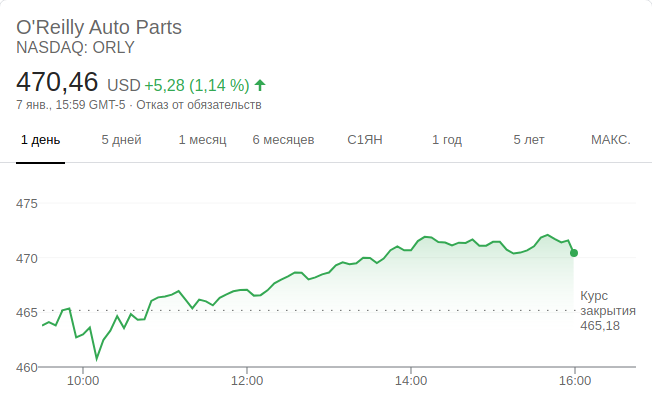 O'Reilly Auto Parts
NASDAQ: ORLY
470,46 USD +5,28 (1,14 %)
7 янв., 15:59 GMT-5 · Отказ от обязательств
1 день 5 дней 1 месяц 6 месяцев С1ЯН 1 год 5 лет МАКС.
475
470
465
460
Курс
закрытия
465,18
10:00 12:00 14:00 16:00